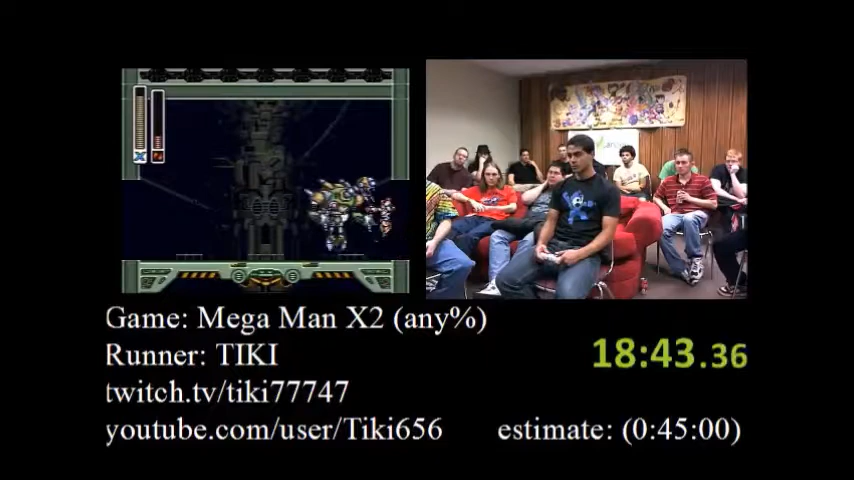 Game: Mega Man X2 (any%)
Runner: TIKI
18:43.36
twitch.tv/tiki77747
youtube.com/user/Tiki656
estimate: (0:45:00)